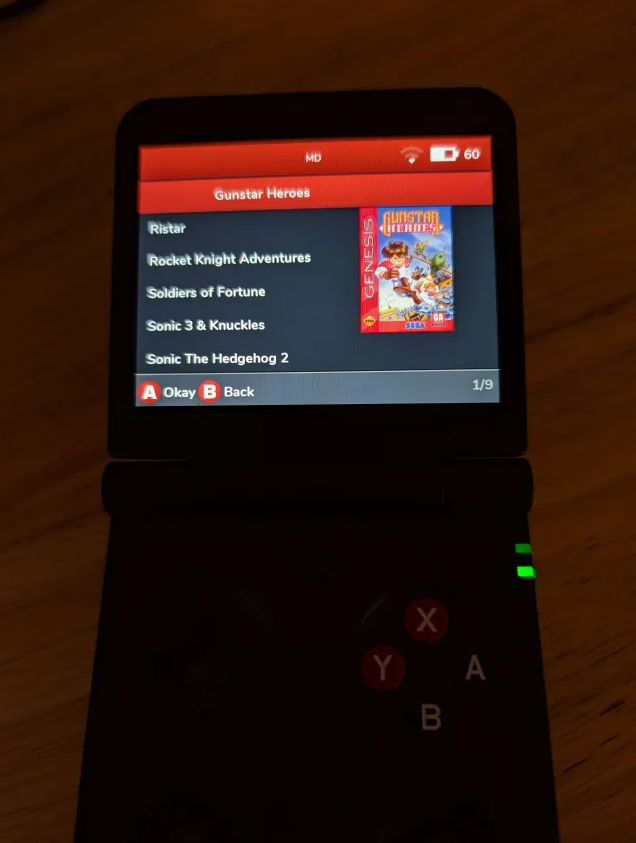 MD 60
Gunstar Heroes
Ristar
Rocket Knight Adventures
Soldiers of Fortune
Sonic 3 & Knuckles
Sonic The Hedgehog 2
GENESIS
GUNSTAR
HEROES
SEGA
GA
A Okay B Back 1/9
X
Y A
B